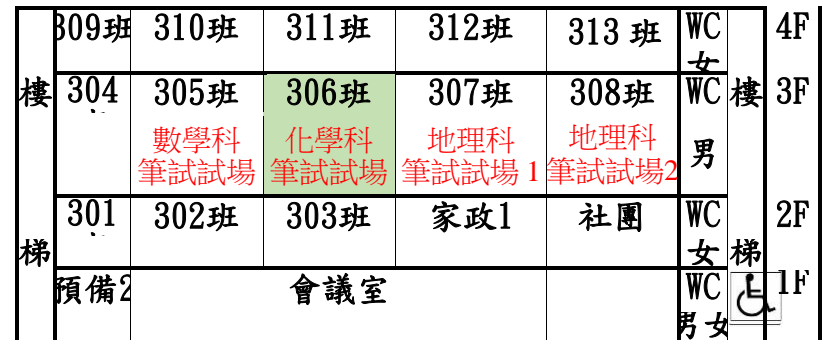 309班 310班 311班 312班 313 班 WC 4F
女
樓 304 305班 306班 307班 308班 WC 樓 3F
數學科 化學科 地理科 地理科 男
筆試試場 筆試試場 筆試試場 1 筆試試場2
301 302班 303班 家政1 社團 WC 2F
梯 女 梯
預備2 會議室 WC 1F
男女